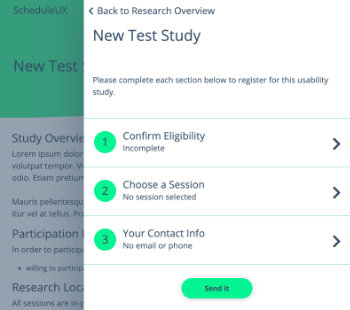 ScheduleUX
New Test
Study Overvie
Lorem ipsum dolor
volutpat tempor. V
odio. Etiam pretium
Mauris pellentesqu
itur vel at tellus. Pra
Participation
In order to participa
• willing to particip
Research Loca
All sessions are in-p
Back to Research Overview
New Test Study
Please complete each section below to register for this usability
study.
1 Confirm Eligibility
Incomplete
2 Choose a Session
No session selected
3 Your Contact Info
No email or phone
Send it